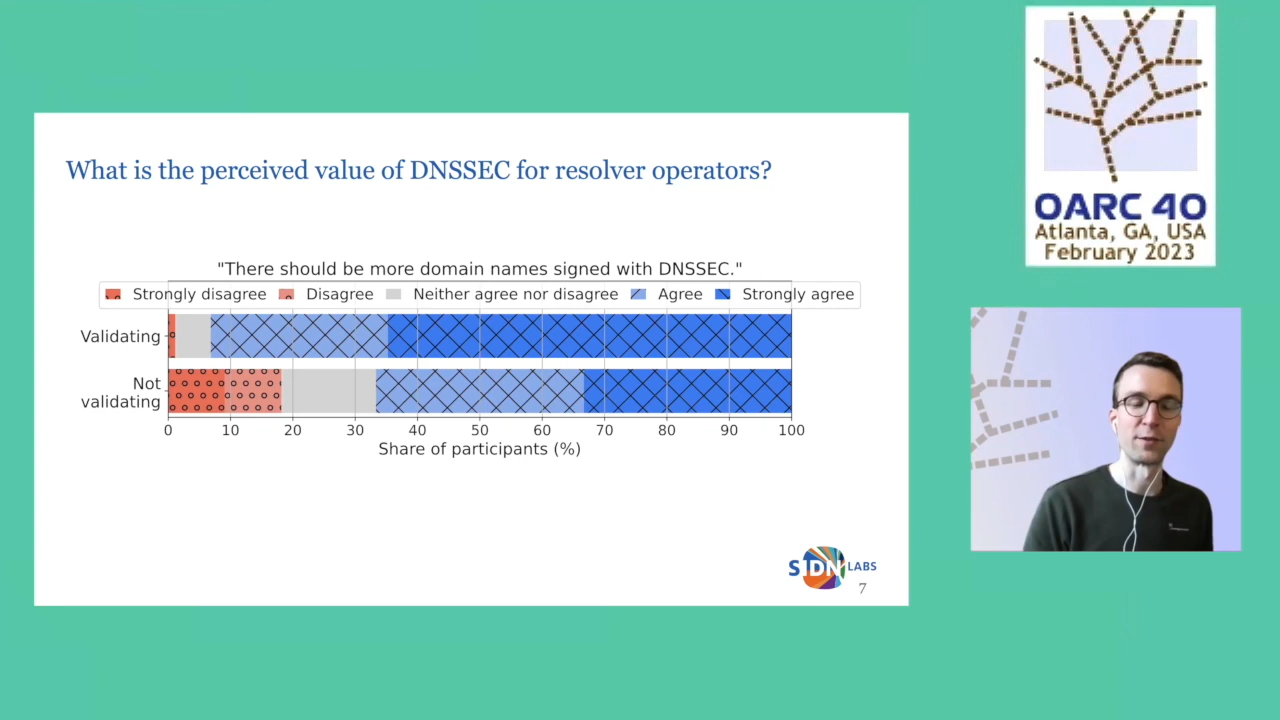 What is the perceived value of DNSSEC for resolver operators?
"There should be more domain names signed with DNSSEC."
Strongly disagree Disagree Neither agree nor disagree Agree Strongly agree
Validating
Not
validating
0 10 20 30 40 50 60 70 80 90 100
Share of participants (%)
SIDN LABS
7
OARC 40
Atlanta, GA, USA
February 2023